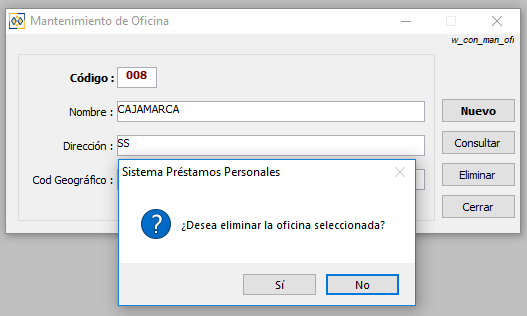 Mantenimiento de Oficina
w_con_man_ofi
Código : 008
Nombre : CAJAMARCA
Nuevo
Dirección : SS
Consultar
Cod Geográfico :
Eliminar
Cerrar
Sistema Préstamos Personales
¿Desea eliminar la oficina seleccionada?
Sí No